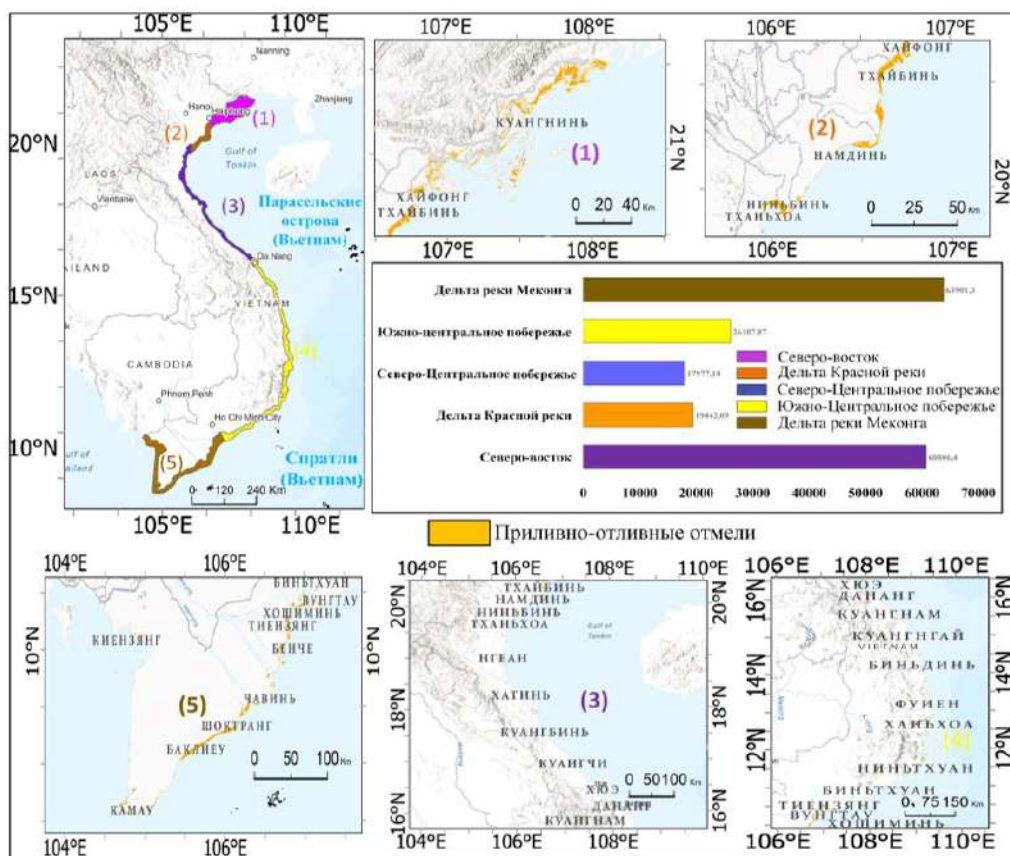 105°E 110°E
Nanning
Zhanjiang
Hanoi
(1)
(2)
20°N
Gulf of
Tonkin
LAOS
Vientiane
(3)
Парасельские
острова
(Вьетнам)
Da Nang
15°N
VIETNAM
CAMBODIA
(4)
Phnom Penh
Ho Chi Minh City
10°N
(5)
Спратли
(Вьетнам)
0 120 240 Km
105°E 110°E
107°E 108°E
КУАНГНИНЬ
(1)
21°N
ХАЙФОНГ
ТХАЙБИНЬ
0 20 40 Km
107°E 108°E
106°E 107°E
ХАЙФОНГ
ТХАЙБИНЬ
(2)
НАМДИНЬ
20°N
НИНЬБИНЬ
ТХАНЬХОА
0 25 50 Km
106°E 107°E
Дельта реки Меконга
Южно-центральное побережье
Северо-Центральное побережье
Дельта Красной реки
Северо-восток
0 10000 20000 30000 40000 50000 60000 70000
Северо-восток
Дельта Красной реки
Северо-Центральное побережье
Южно-Центральное побережье
Дельта реки Меконга
Приливно-отливные отмели
104°E 106°E
БИНЬТХУАН
ВУНГТАУ
ХОШИМИНЬ
ТИЕНЗЯНГ
КИЕНЗЯНГ
БЕНЧЕ
10°N
10°N
ЧАВИНЬ
(5)
ШОКТРАНГ
БАКЛИЕУ
0 50 100 Km
КАМАУ
104°E 106°E
104°E 106°E 108°E 110°E
20°N
20°N
ТХАЙБИНЬ
НАМДИНЬ
НИНЬБИНЬ
ТХАНЬХОА
Gulf of
Tonkin
НГЕАН
ХАТИНЬ
(3)
18°N
18°N
КУАНГБИНЬ
КУАНГЧИ
0 50 100 Km
ХЮЭ
ДАНАНГ
КУАНГНАМ
16°N
16°N
104°E 106°E 108°E 110°E
106°E 108°E 110°E
ХЮЭ
ДАНАНГ
16°N
16°N
КУАНГНАМ
КУАНГНГАЙ
VIETNAM
БИНЬДИНЬ
14°N
14°N
ФУИЕН
ХАНЬХОА
(4)
12°N
12°N
НИНЬТХУАН
БИНЬТХУАН
ТИЕНЗЯНГ
0 75 150 Km
ВУНГТАУ
ХОШИМИНЬ
106°E 108°E 110°E